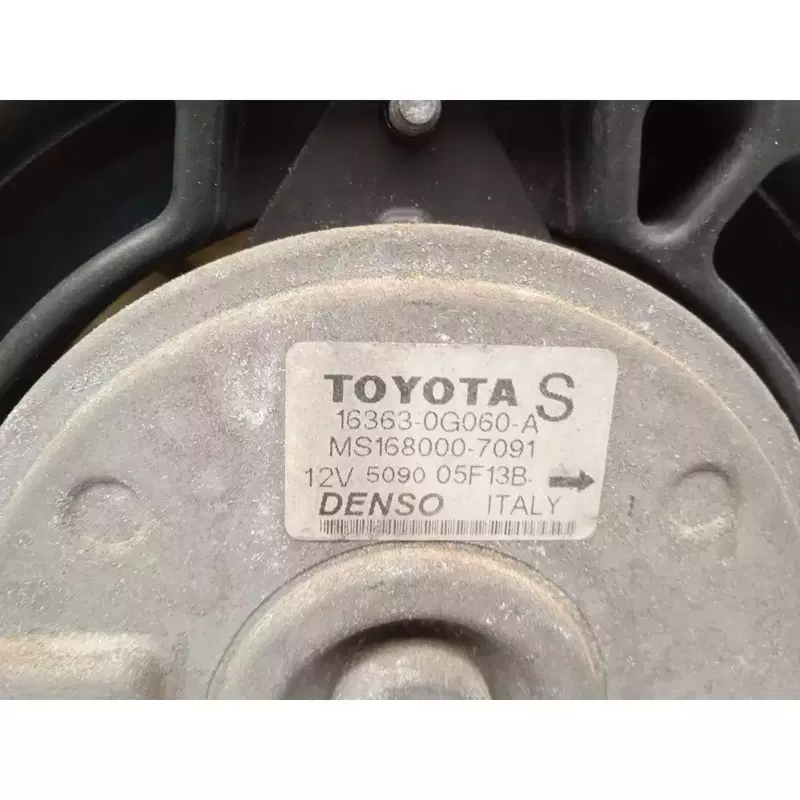 TOYOTA S
16363-0G060-A
MS168000-7091
12V 5090 05F13B
DENSO ITALY